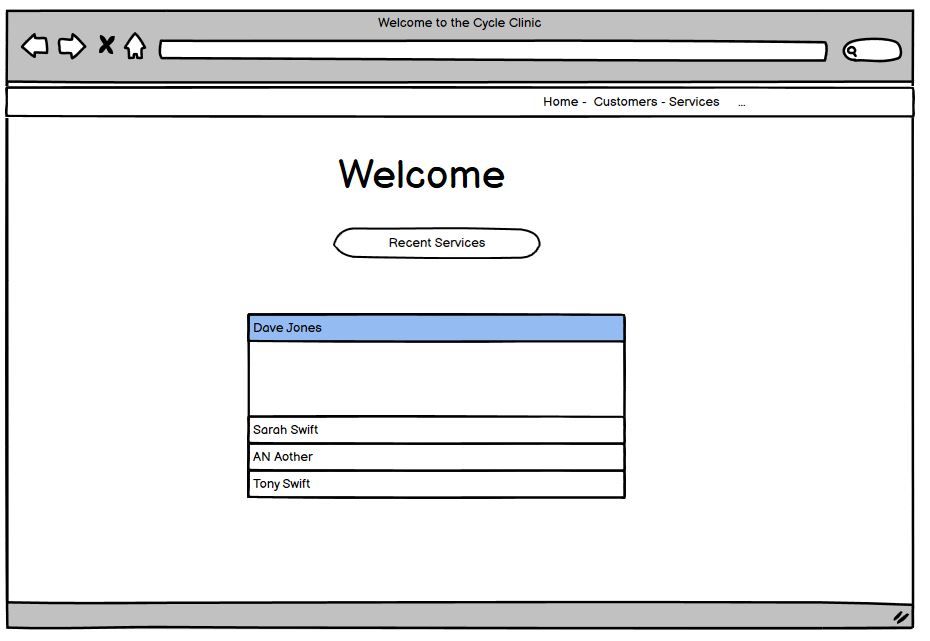 Welcome to the Cycle Clinic
Home - Customers - Services ...
Welcome
Recent Services
Dave Jones
Sarah Swift
AN Aother
Tony Swift